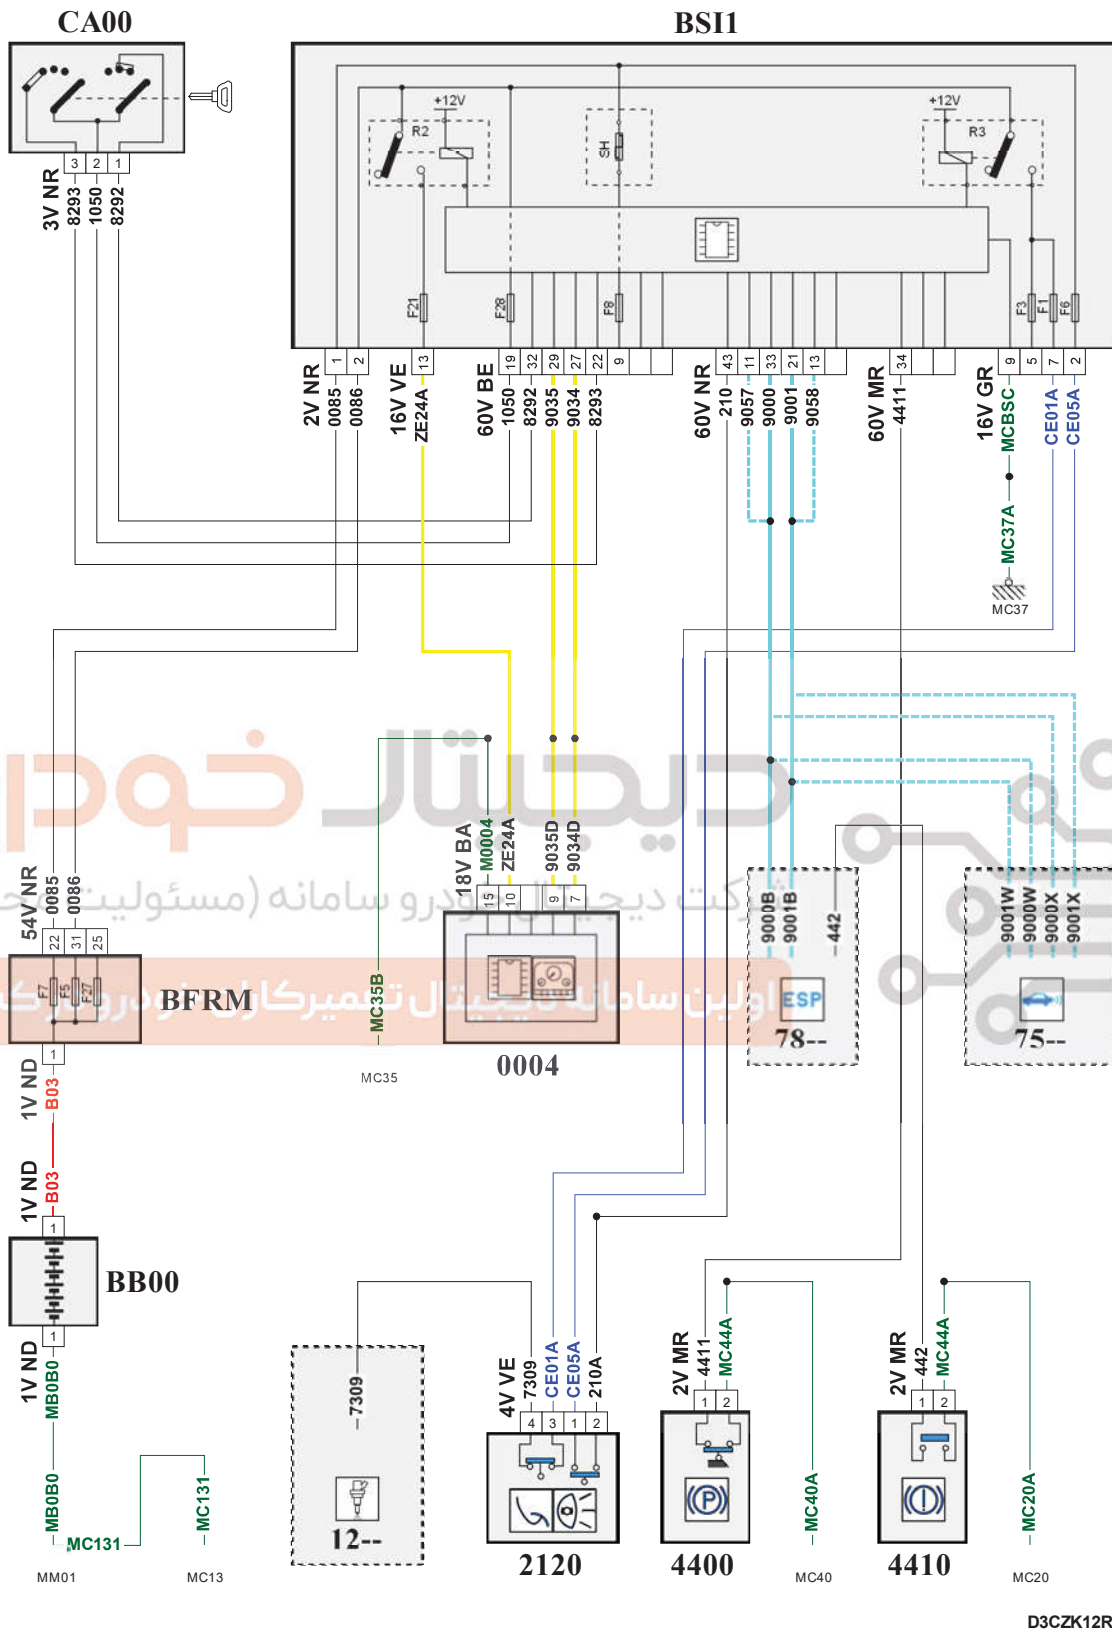 CA00
BSI1
+12V
+12V
R2
R3
SH
3 2 1
3V NR
8293
1050
8292
F21
F28
F8
F3
F1
F6
1 2
13
19 32 29 27 22 9
43 11 33 21 13
34
9 5 7 2
2V NR
0085
0086
16V VE
ZE24A
60V BE
1050
8292
9035
9034
8293
60V NR
210
9057
9000
9001
9058
60V MR
4411
16V GR
MCBSC
CE01A
CE05A
MC37A
MC37
دیجیتال خودرو
شرکت دیجیتال خودرو سامانه (مسئولیت
اولین سامانه دیجیتال تعمیرکاران خودرو
54V NR
0085
0086
22 31 25
F7
F5
F27
BFRM
1
1V ND
B03
18V BA
M0004
ZE24A
9035D
9034D
15 10 9 7
MC35B
MC35
0004
9000B
9001B
442
ESP
78--
9001W
9000W
9000X
9001X
75--
1V ND
B03
1
BB00
1
1V ND
MB0B0
MB0B0
MC131
MC131
MM01
MC13
7309
12--
4V VE
7309
CE01A
CE05A
210A
4 3 1 2
2120
2V MR
4411
MC44A
1 2
P
4400
MC40A
MC40
2V MR
442
MC44A
1 2
4410
MC20A
MC20
D3CZK12R